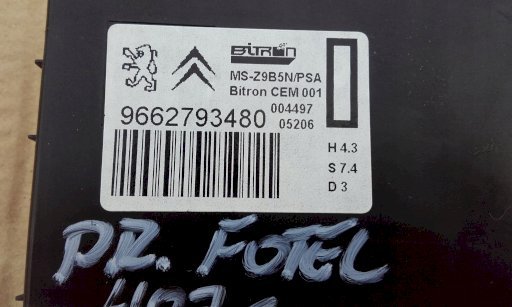 BITRON
MS-Z9B5N/PSA
Bitron CEM 001
004497
9662793480
05206
H 4.3
S 7.4
D 3
PR. FOTEL